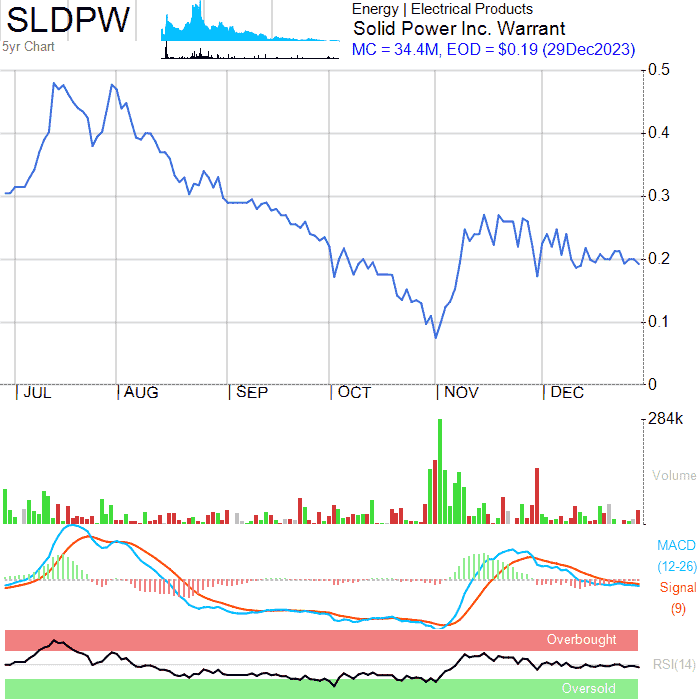 SLDPW
5yr Chart
Energy | Electrical Products
Solid Power Inc. Warrant
MC = 34.4M, EOD = $0.19 (29Dec2023)
0.5
0.4
0.3
0.2
0.1
0
JUL AUG SEP OCT NOV DEC
284k
Volume
MACD
(12-26)
Signal
(9)
Overbought
RSI(14)
Oversold